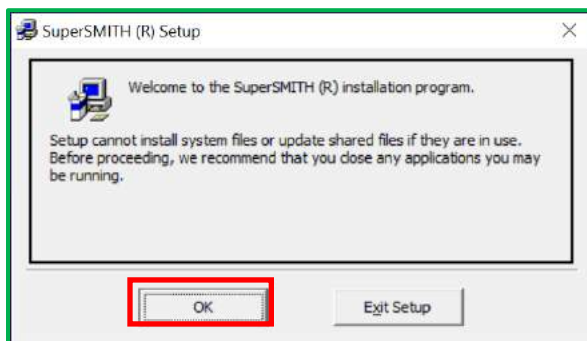 SuperSMITH (R) Setup
Welcome to the SuperSMITH (R) installation program.
Setup cannot install system files or update shared files if they are in use.
Before proceeding, we recommend that you close any applications you may
be running.
OK
Exit Setup